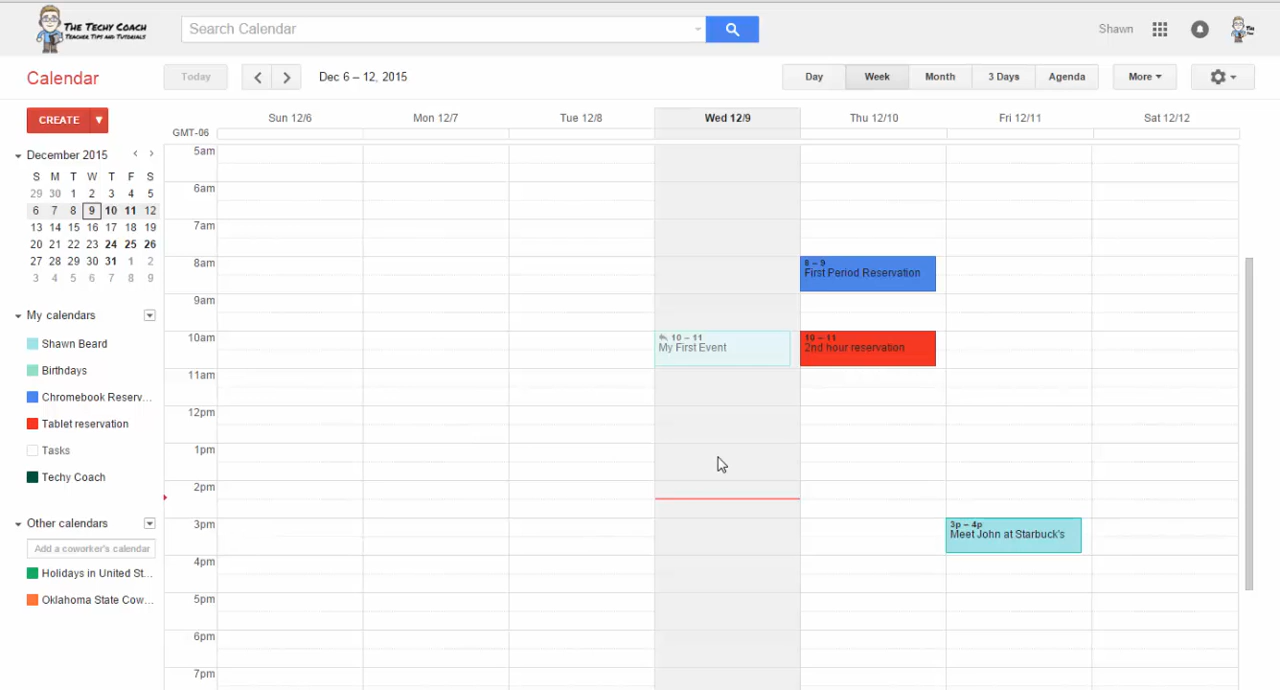 THE TECHY COACH
TEACHER TIPS AND TUTORIALS
Search Calendar
Shawn
Calendar
Today
Dec 6 – 12, 2015
Day
Week
Month
3 Days
Agenda
More
CREATE
Sun 12/6
Mon 12/7
Tue 12/8
Wed 12/9
Thu 12/10
Fri 12/11
Sat 12/12
GMT-06
December 2015
S M T W T F S
29 30 1 2 3 4 5
6 7 8 9 10 11 12
13 14 15 16 17 18 19
20 21 22 23 24 25 26
27 28 29 30 31 1 2
3 4 5 6 7 8 9
My calendars
Shawn Beard
Birthdays
Chromebook Reserv...
Tablet reservation
Tasks
Techy Coach
Other calendars
Add a coworker's calendar
Holidays in United St...
Oklahoma State Cow...
5am
6am
7am
8am
9am
10am
11am
12pm
1pm
2pm
3pm
4pm
5pm
6pm
7pm
8 – 9
First Period Reservation
10 – 11
My First Event
10 – 11
2nd hour reservation
3p – 4p
Meet John at Starbuck's